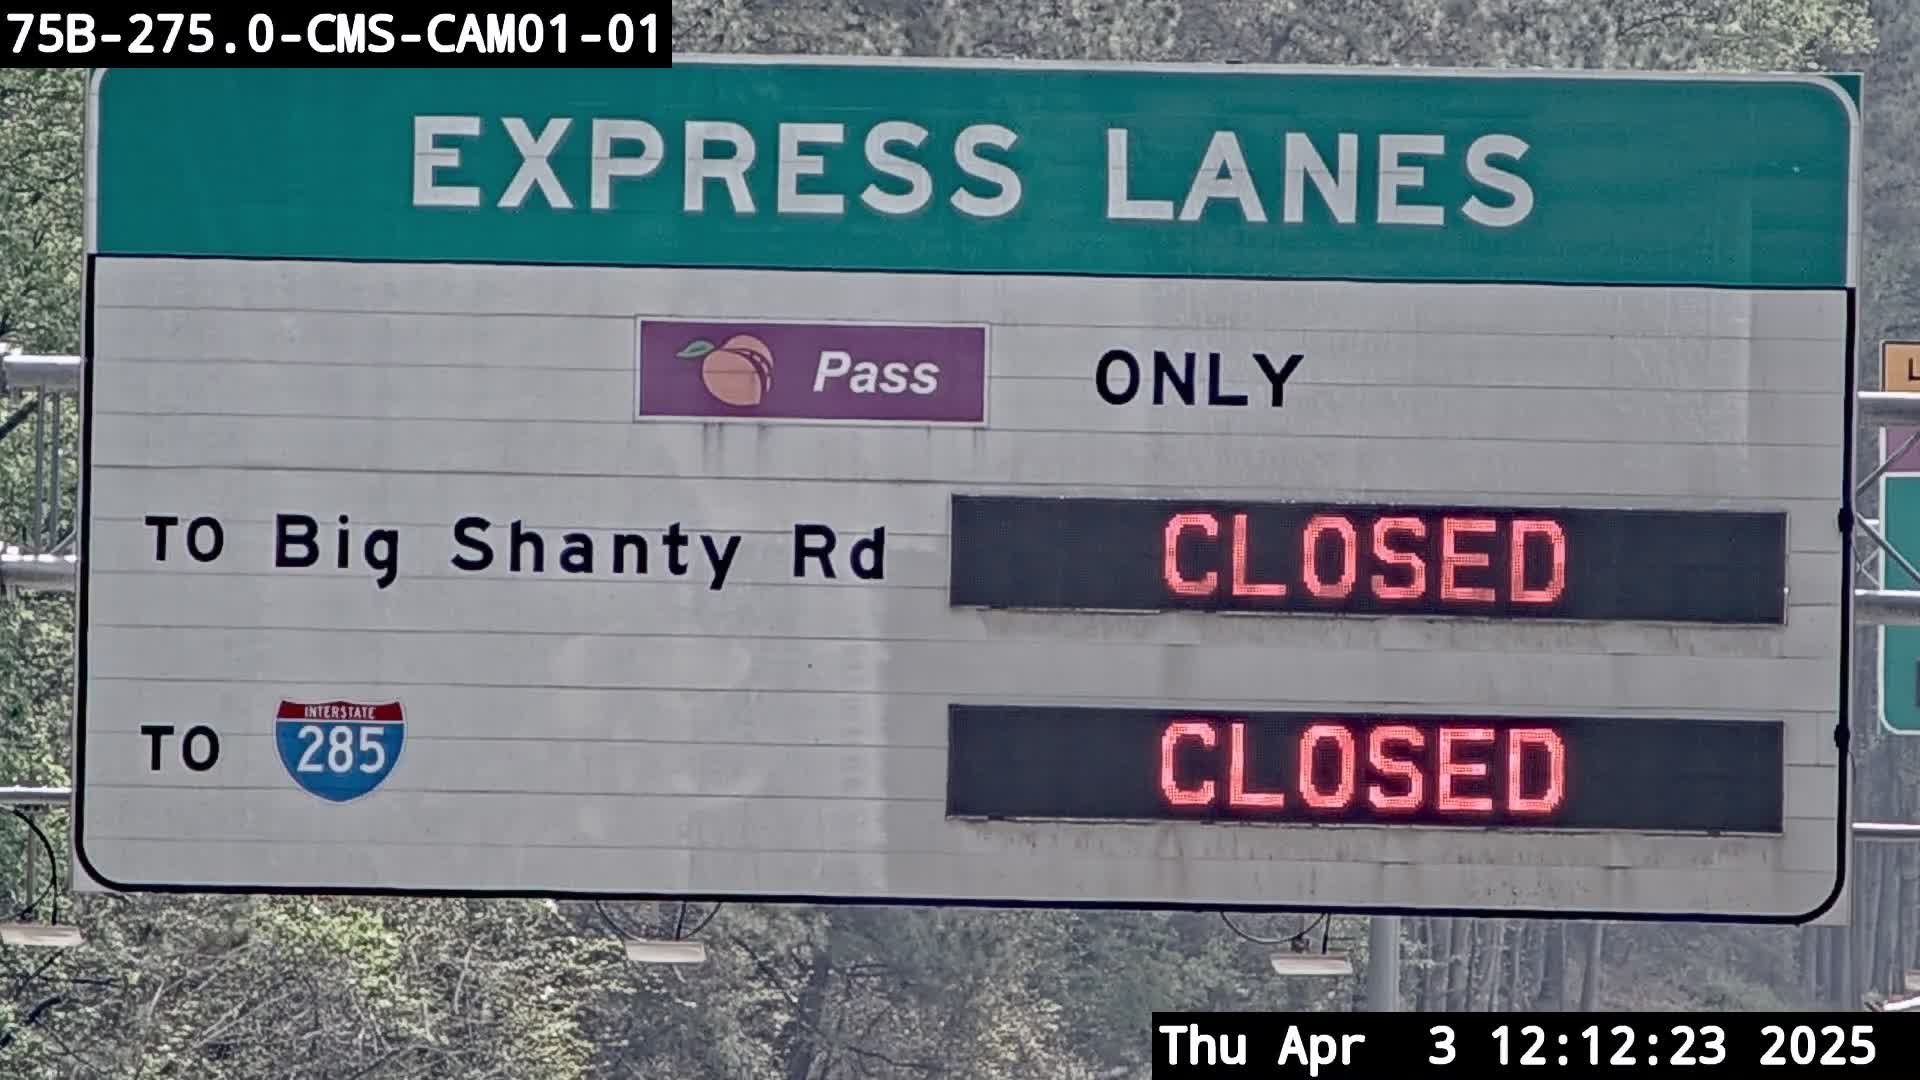 75B-275.0-CMS-CAM01-01
EXPRESS LANES
Pass ONLY
TO Big Shanty Rd CLOSED
INTERSTATE
TO 285 CLOSED
Thu Apr 3 12:12:23 2025